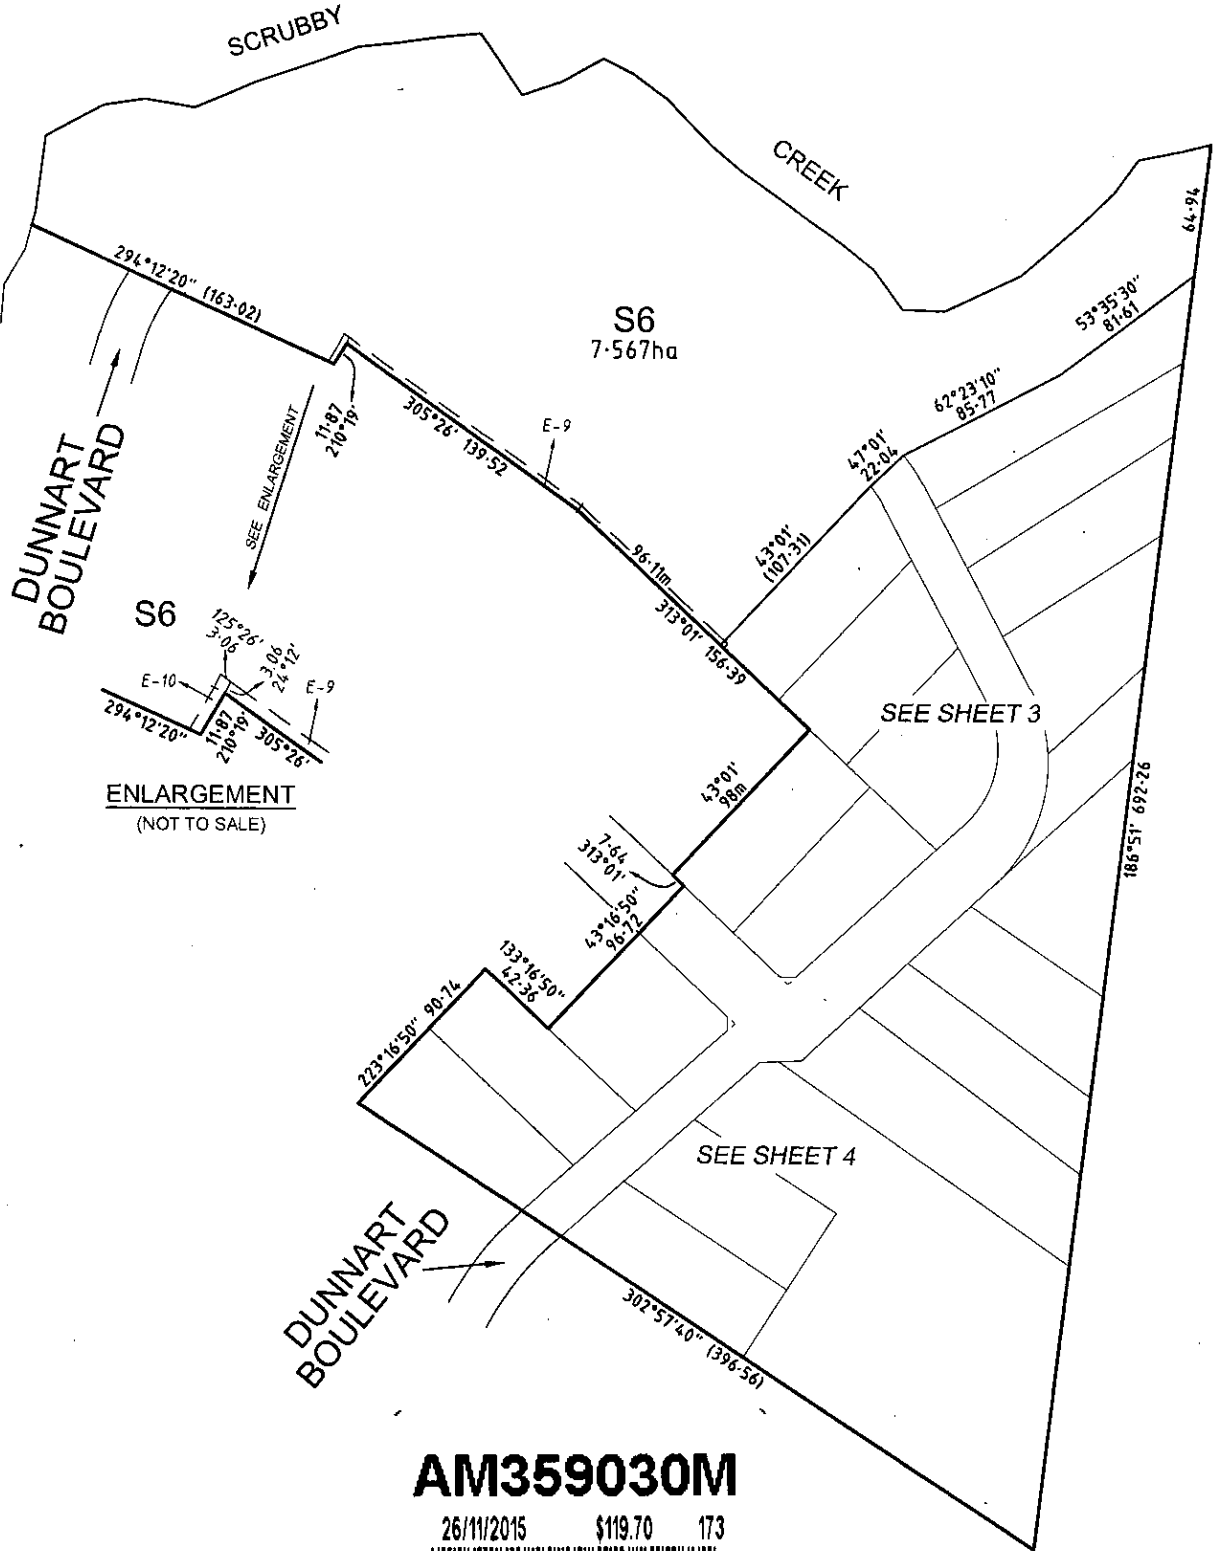 SCRUBBY
CREEK
64·94
294°12'20" (163·02)
53°35'30"
81·61
S6
7·567ha
62°23'10"
85·77
11·87
210°19'
305°26' 139·52
E-9
47°01'
22·04
DUNNART
BOULEVARD
SEE ENLARGEMENT
43°01'
(107·31)
96·11m
313°01' 156·39
S6
125°26'
3·06
3·06
24°12'
E-10
E-9
294°12'20"
11·87
210°19'
305°26'
ENLARGEMENT
(NOT TO SALE)
SEE SHEET 3
43°01'
98m
186°51' 692·26
7·64
313°01'
43°16'50"
96·72
133°16'50"
42·36
223°16'50" 90·74
SEE SHEET 4
DUNNART
BOULEVARD
302°57'40" (396·56)
AM359030M
26/11/2015 $119.70 173